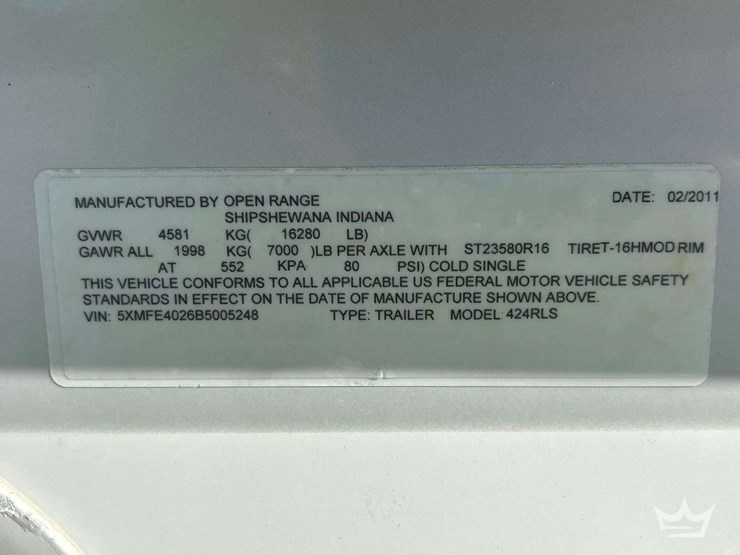 MANUFACTURED BY OPEN RANGE DATE: 02/2011
SHIPSHEWANA INDIANA
GVWR 4581 KG( 16280 LB)
GAWR ALL 1998 KG( 7000 )LB PER AXLE WITH ST23580R16 TIRET-16HMOD RIM
AT 552 KPA 80 PSI) COLD SINGLE
THIS VEHICLE CONFORMS TO ALL APPLICABLE US FEDERAL MOTOR VEHICLE SAFETY
STANDARDS IN EFFECT ON THE DATE OF MANUFACTURE SHOWN ABOVE.
VIN: 5XMFE4026B5005248 TYPE: TRAILER MODEL: 424RLS